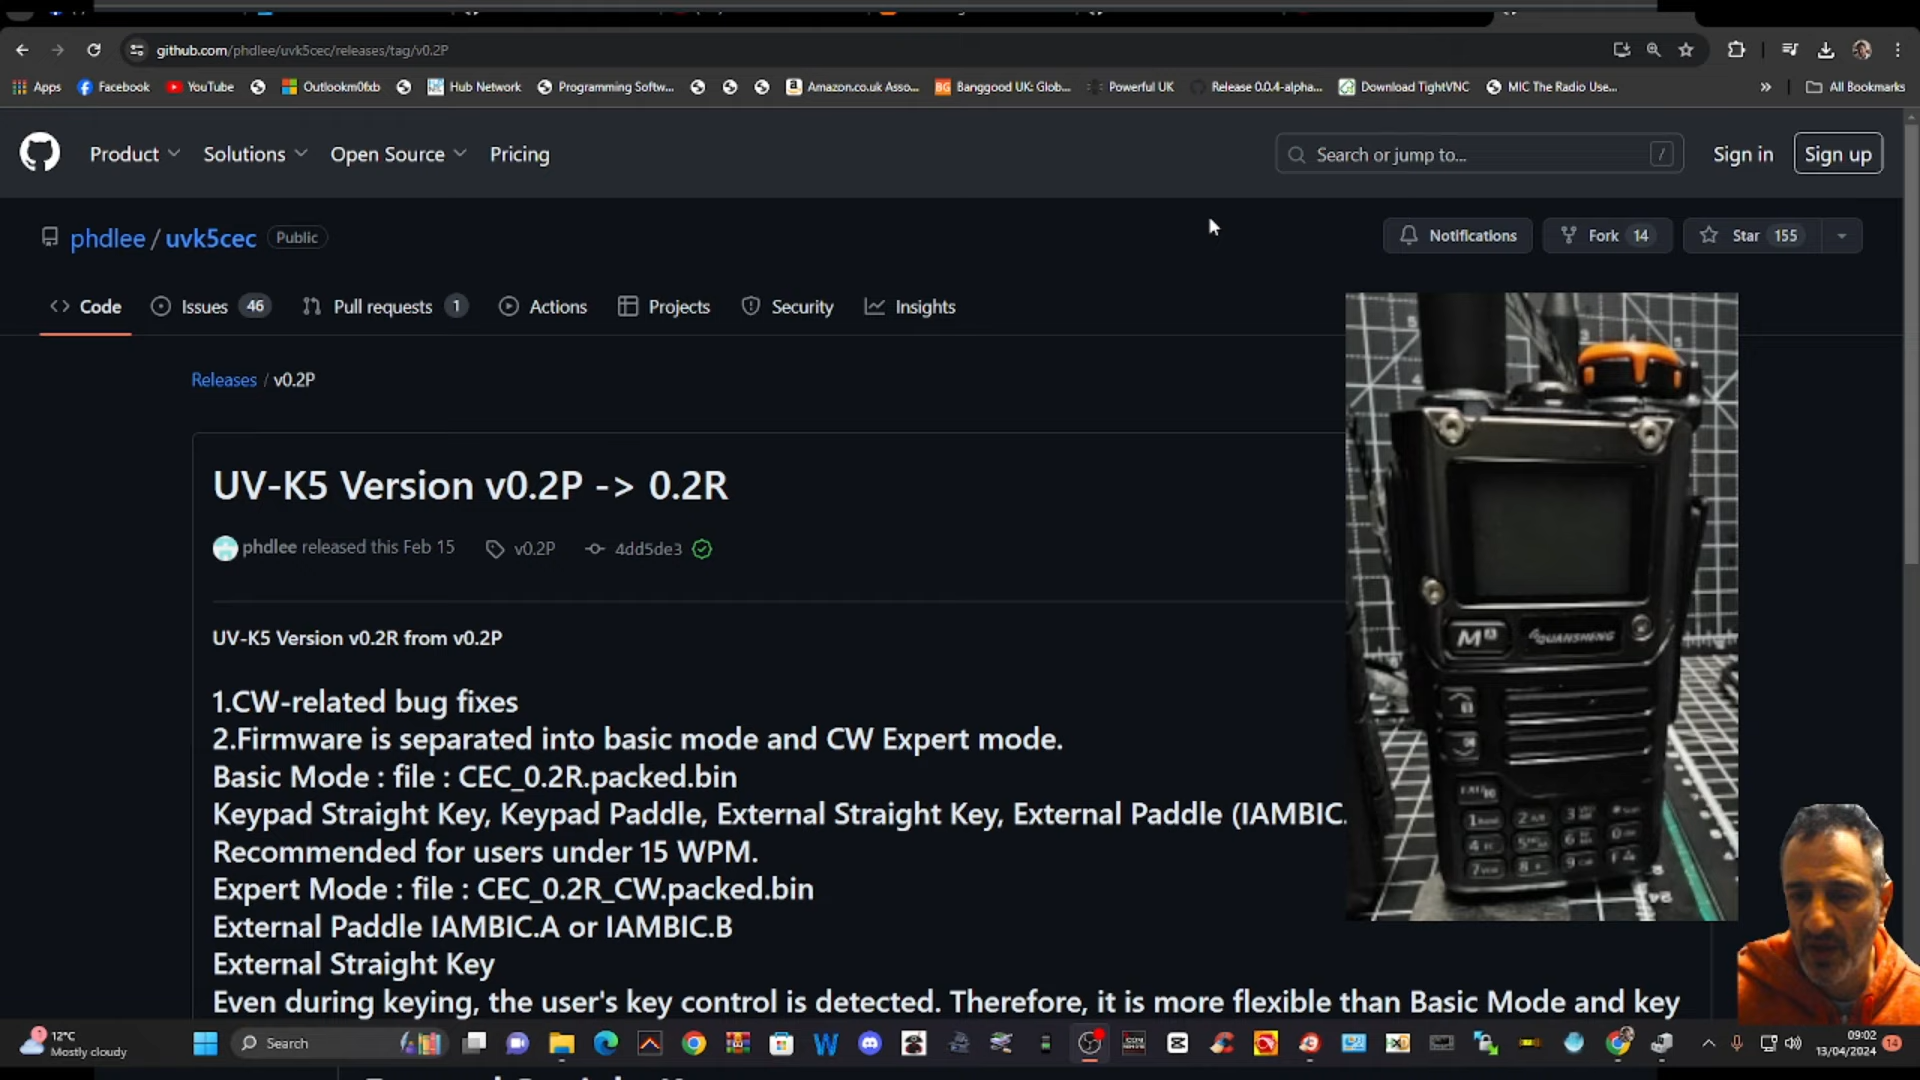 github.com/phdlee/uvk5cec/releases/tag/v0.2P
Apps Facebook YouTube Outlookm0fxb Hub Network Programming Softw... Amazon.co.uk Asso... Banggood UK: Glob... Powerful UK Release 0.0.4-alpha... Download TightVNC MIC The Radio Use... » All Bookmarks
Product Solutions Open Source Pricing Search or jump to... / Sign in Sign up
phdlee / uvk5cec Public Notifications Fork 14 Star 155
Code Issues 46 Pull requests 1 Actions Projects Security Insights
Releases / v0.2P
UV-K5 Version v0.2P -> 0.2R
phdlee released this Feb 15 v0.2P 4dd5de3
UV-K5 Version v0.2R from v0.2P
1.CW-related bug fixes
2.Firmware is separated into basic mode and CW Expert mode.
Basic Mode : file : CEC_0.2R.packed.bin
Keypad Straight Key, Keypad Paddle, External Straight Key, External Paddle (IAMBIC.
Recommended for users under 15 WPM.
Expert Mode : file : CEC_0.2R_CW.packed.bin
External Paddle IAMBIC.A or IAMBIC.B
External Straight Key
Even during keying, the user's key control is detected. Therefore, it is more flexible than Basic Mode and key
QUANSHENG
12°C
Mostly cloudy
Search
09:02
13/04/2024
14